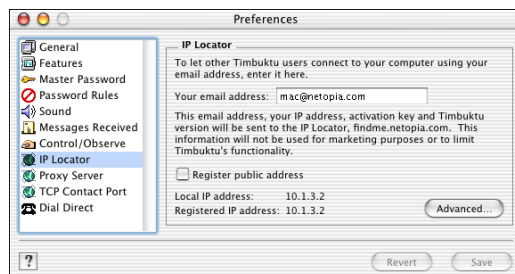 Preferences
General
Features
Master Password
Password Rules
Sound
Messages Received
Control/Observe
IP Locator
Proxy Server
TCP Contact Port
Dial Direct
IP Locator
To let other Timbuktu users connect to your computer using your
email address, enter it here.
Your email address: mac@netopia.com
This email address, your IP address, activation key and Timbuktu
version will be sent to the IP Locator, findme.netopia.com. This
information will not be used for marketing purposes or to limit
Timbuktu's functionality.
Register public address
Local IP address: 10.1.3.2
Registered IP address: 10.1.3.2
Advanced...
?
Revert
Save